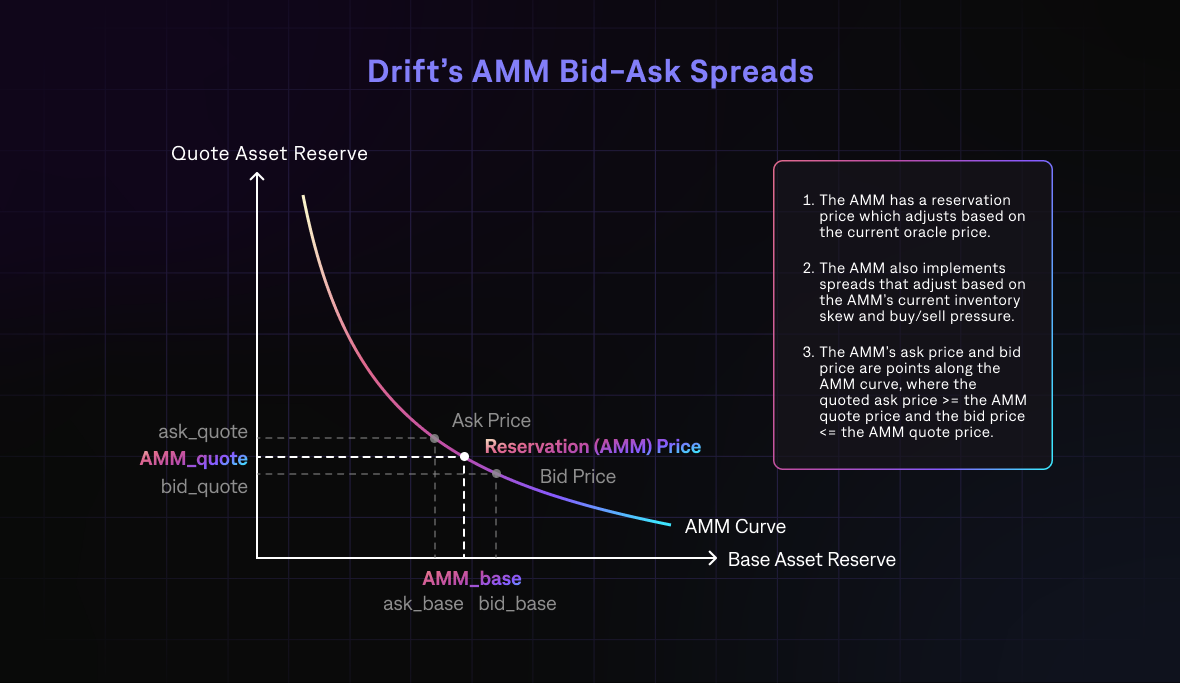 Drift's AMM Bid-Ask Spreads
Quote Asset Reserve
1. The AMM has a reservation
price which adjusts based on
the current oracle price.
2. The AMM also implements
spreads that adjust based on
the AMM's current inventory
skew and buy/sell pressure.
3. The AMM's ask price and bid
price are points along the
AMM curve, where the
quoted ask price >= the AMM
quote price and the bid price
<= the AMM quote price.
Ask Price
ask_quote
Reservation (AMM) Price
AMM_quote
Bid Price
bid_quote
AMM Curve
Base Asset Reserve
AMM_base
ask_base bid_base